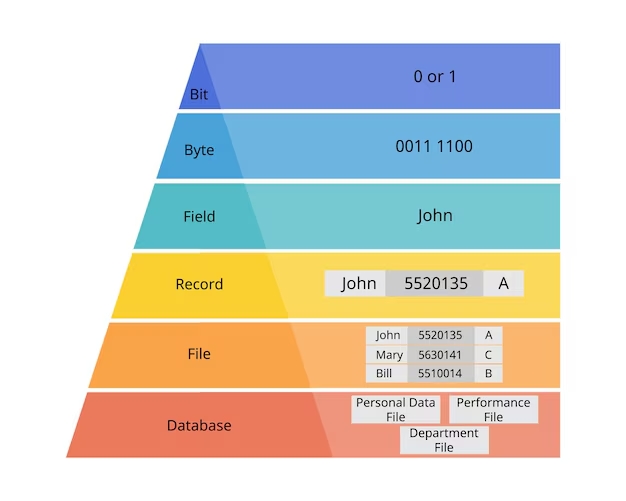 Bit
0 or 1
Byte
0011 1100
Field
John
Record
John 5520135 A
File
John 5520135 A
Mary 5630141 C
Bill 5510014 B
Database
Personal Data
File
Performance
File
Department
File